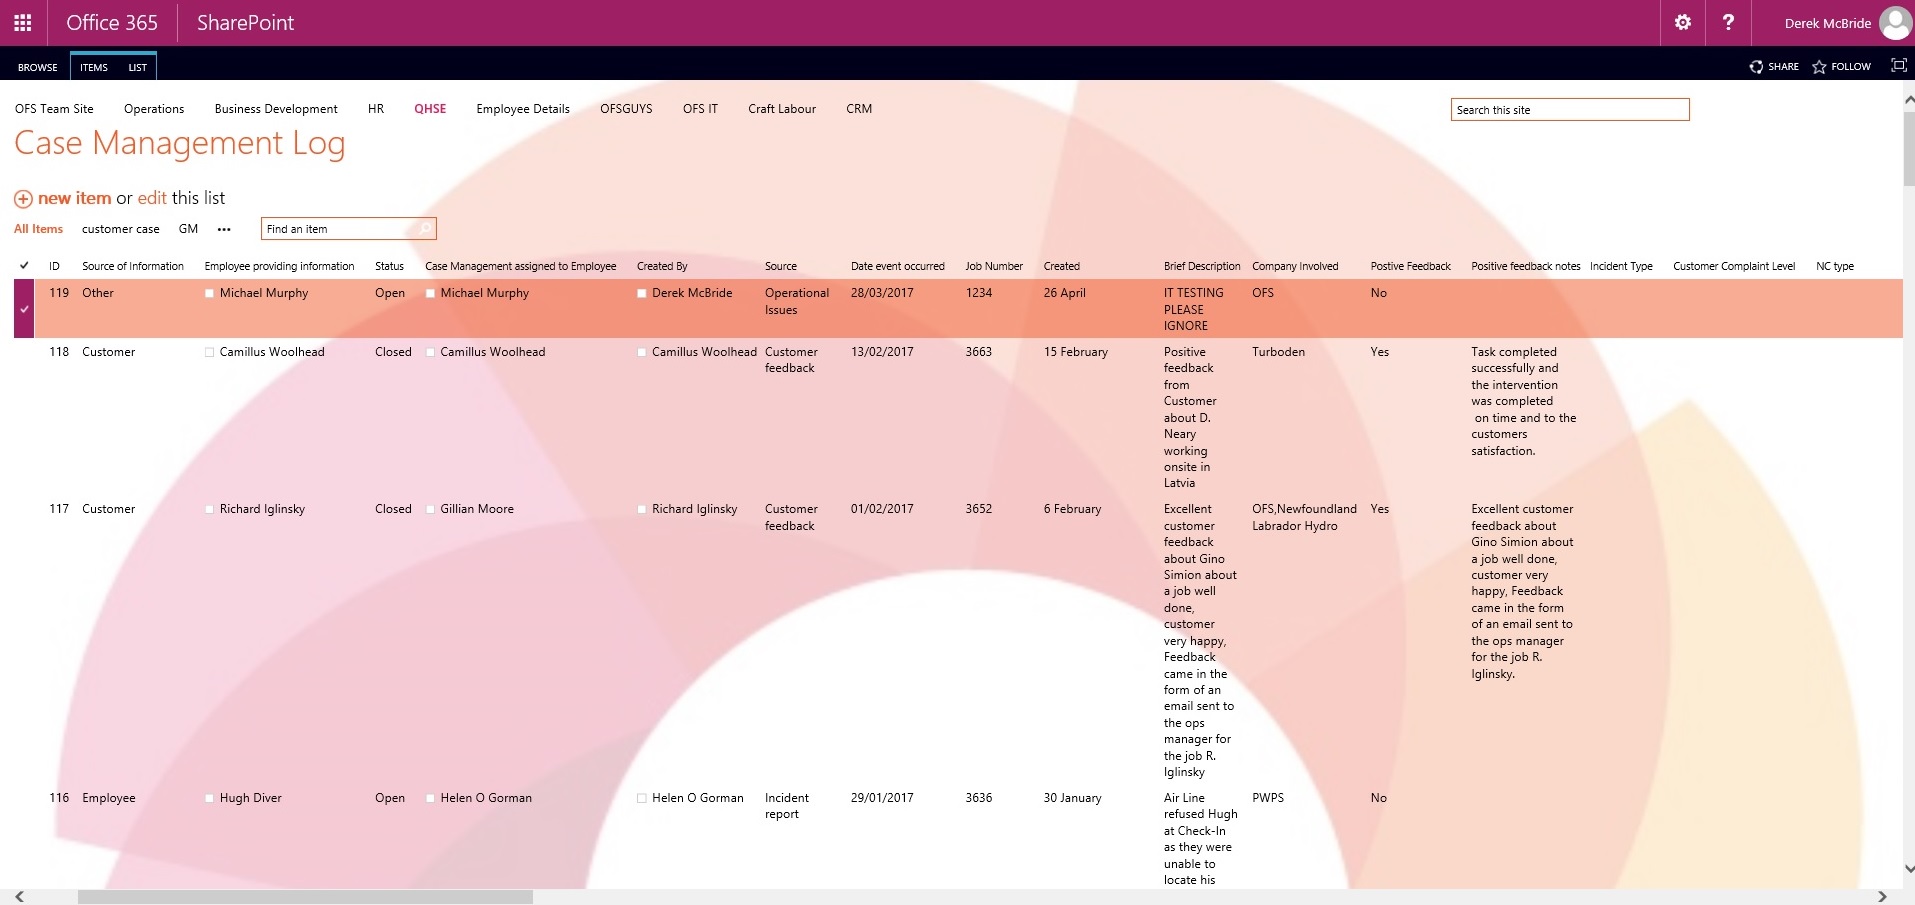 Office 365 SharePoint ? Derek McBride
BROWSE ITEMS LIST SHARE FOLLOW
OFS Team Site Operations Business Development HR QHSE Employee Details OFSGUYS OFS IT Craft Labour CRM Search this site
Case Management Log
new item or edit this list
All Items customer case GM ••• Find an item
ID Source of Information Employee providing information Status Case Management assigned to Employee Created By Source Date event occurred Job Number Created Brief Description Company Involved Postive Feedback Positive feedback notes Incident Type Customer Complaint Level NC type
119 Other Michael Murphy Open Michael Murphy Derek McBride Operational 28/03/2017 1234 26 April IT TESTING OFS No
Issues PLEASE
IGNORE
118 Customer Camillus Woolhead Closed Camillus Woolhead Camillus Woolhead Customer 13/02/2017 3663 15 February Positive Turboden Yes Task completed
feedback feedback successfully and
from the intervention
Customer was completed
about D. on time and to the
Neary customers
working satisfaction.
onsite in
Latvia
117 Customer Richard Iglinsky Closed Gillian Moore Richard Iglinsky Customer 01/02/2017 3652 6 February Excellent OFS,Newfoundland Yes Excellent customer
feedback customer Labrador Hydro feedback about
feedback Gino Simion about
about Gino a job well done,
Simion about customer very
a job well happy, Feedback
done, came in the form
customer of an email sent to
very happy, the ops manager
Feedback for the job R.
came in the Iglinsky.
form of an
email sent to
the ops
manager for
the job R.
Iglinsky
116 Employee Hugh Diver Open Helen O Gorman Helen O Gorman Incident 29/01/2017 3636 30 January Air Line PWPS No
report refused Hugh
at Check-In
as they were
unable to
locate his